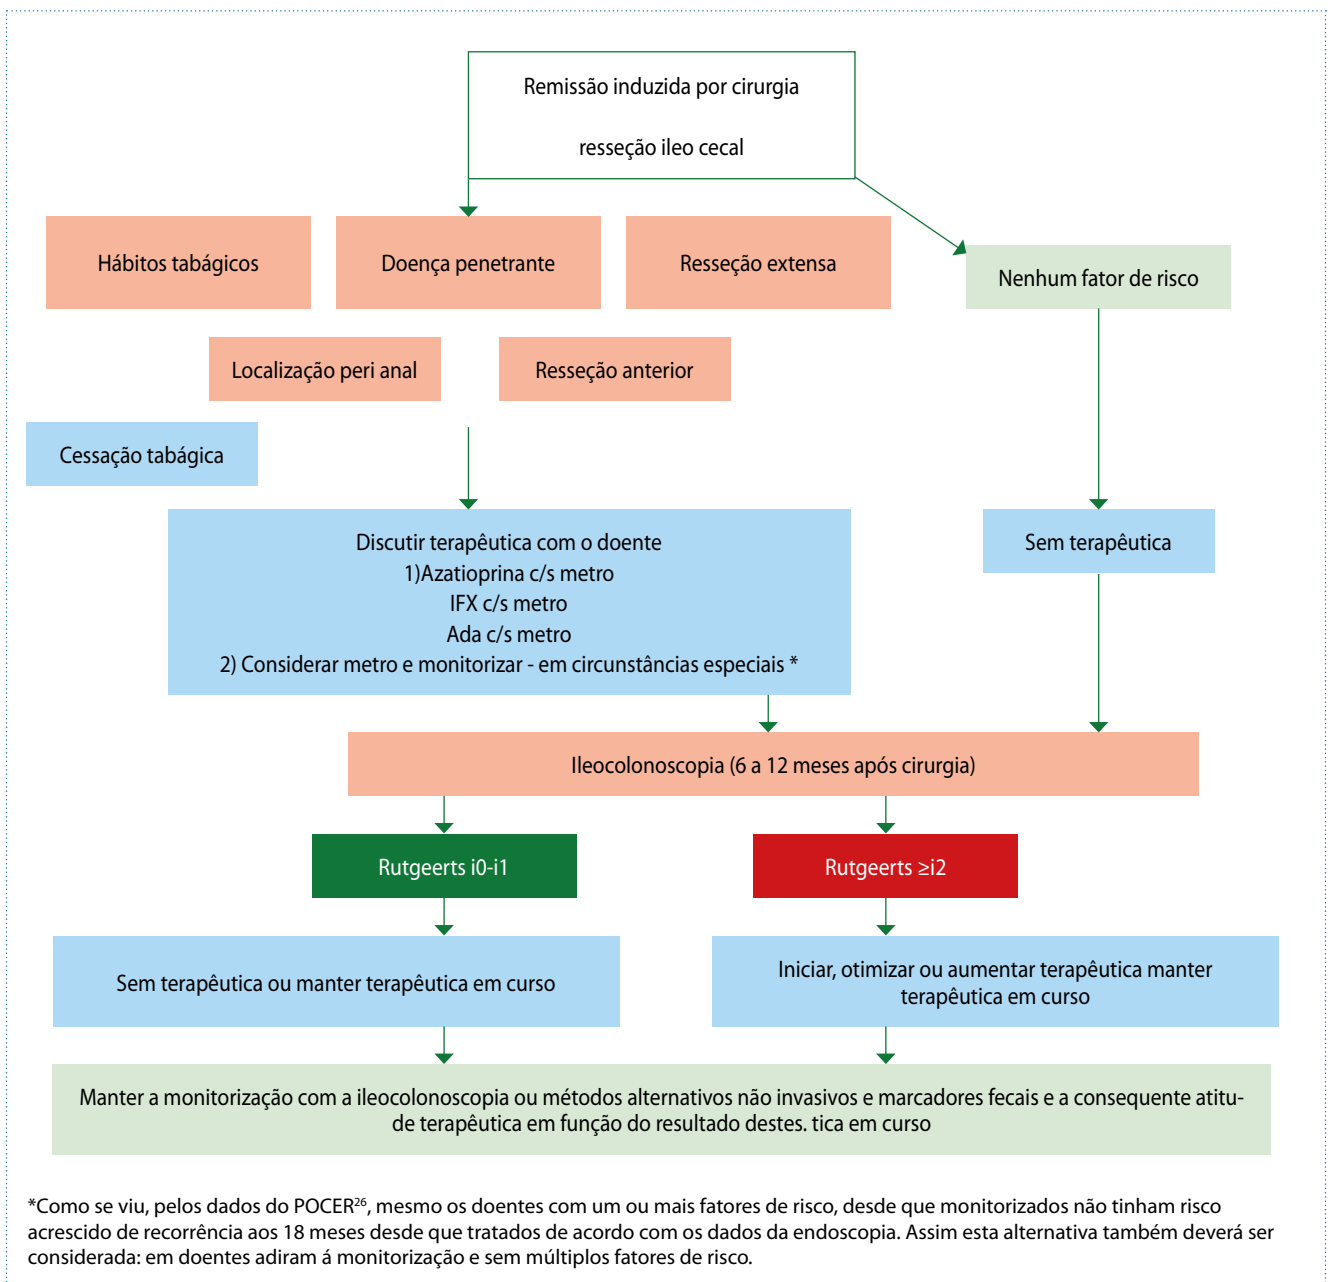 Remissão induzida por cirurgia
resseção ileo cecal
Hábitos tabágicos
Doença penetrante
Resseção extensa
Nenhum fator de risco
Localização peri anal
Resseção anterior
Cessação tabágica
Discutir terapêutica com o doente
1)Azatioprina c/s metro
IFX c/s metro
Ada c/s metro
2) Considerar metro e monitorizar - em circunstâncias especiais *
Sem terapêutica
Ileocolonoscopia (6 a 12 meses após cirurgia)
Rutgeerts i0-i1
Rutgeerts ≥i2
Sem terapêutica ou manter terapêutica em curso
Iniciar, otimizar ou aumentar terapêutica manter
terapêutica em curso
Manter a monitorização com a ileocolonoscopia ou métodos alternativos não invasivos e marcadores fecais e a consequente atitu-
de terapêutica em função do resultado destes. tica em curso
*Como se viu, pelos dados do POCER26, mesmo os doentes com um ou mais fatores de risco, desde que monitorizados não tinham risco
acrescido de recorrência aos 18 meses desde que tratados de acordo com os dados da endoscopia. Assim esta alternativa também deverá ser
considerada: em doentes adiram á monitorização e sem múltiplos fatores de risco.